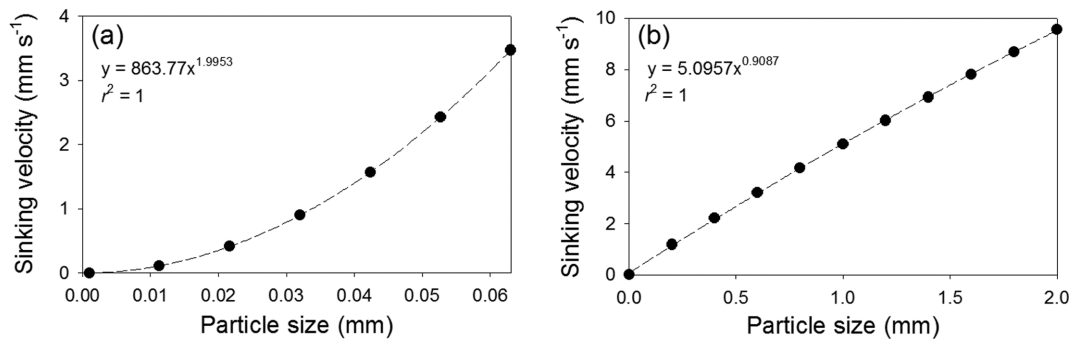 (a)
y = 863.77x^1.9953
r^2 = 1
Sinking velocity (mm s^-1)
4
3
2
1
0
0.00 0.01 0.02 0.03 0.04 0.05 0.06
Particle size (mm)
(b)
y = 5.0957x^0.9087
r^2 = 1
Sinking velocity (mm s^-1)
10
8
6
4
2
0
0.0 0.5 1.0 1.5 2.0
Particle size (mm)